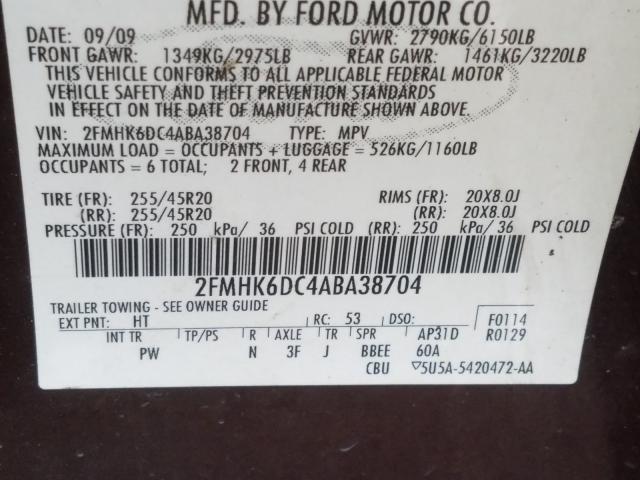 MFD. BY FORD MOTOR CO.
DATE: 09/09 GVWR: 2790KG/6150LB
FRONT GAWR: 1349KG/2975LB REAR GAWR: 1461KG/3220LB
THIS VEHICLE CONFORMS TO ALL APPLICABLE FEDERAL MOTOR
VEHICLE SAFETY AND THEFT PREVENTION STANDARDS
IN EFFECT ON THE DATE OF MANUFACTURE SHOWN ABOVE.
VIN: 2FMHK6DC4ABA38704 TYPE: MPV
MAXIMUM LOAD = OCCUPANTS + LUGGAGE = 526KG/1160LB
OCCUPANTS = 6 TOTAL; 2 FRONT, 4 REAR
TIRE (FR): 255/45R20 RIMS (FR): 20X8.0J
(RR): 255/45R20 (RR): 20X8.0J
PRESSURE (FR): 250 kPa/ 36 PSI COLD (RR): 250 kPa/ 36 PSI COLD
2FMHK6DC4ABA38704
TRAILER TOWING - SEE OWNER GUIDE
EXT PNT: HT RC: 53 DSO: F0114
INT TR TP/PS R AXLE TR SPR AP31D R0129
PW N 3F J BBEE 60A
CBU ▽5U5A-5420472-AA